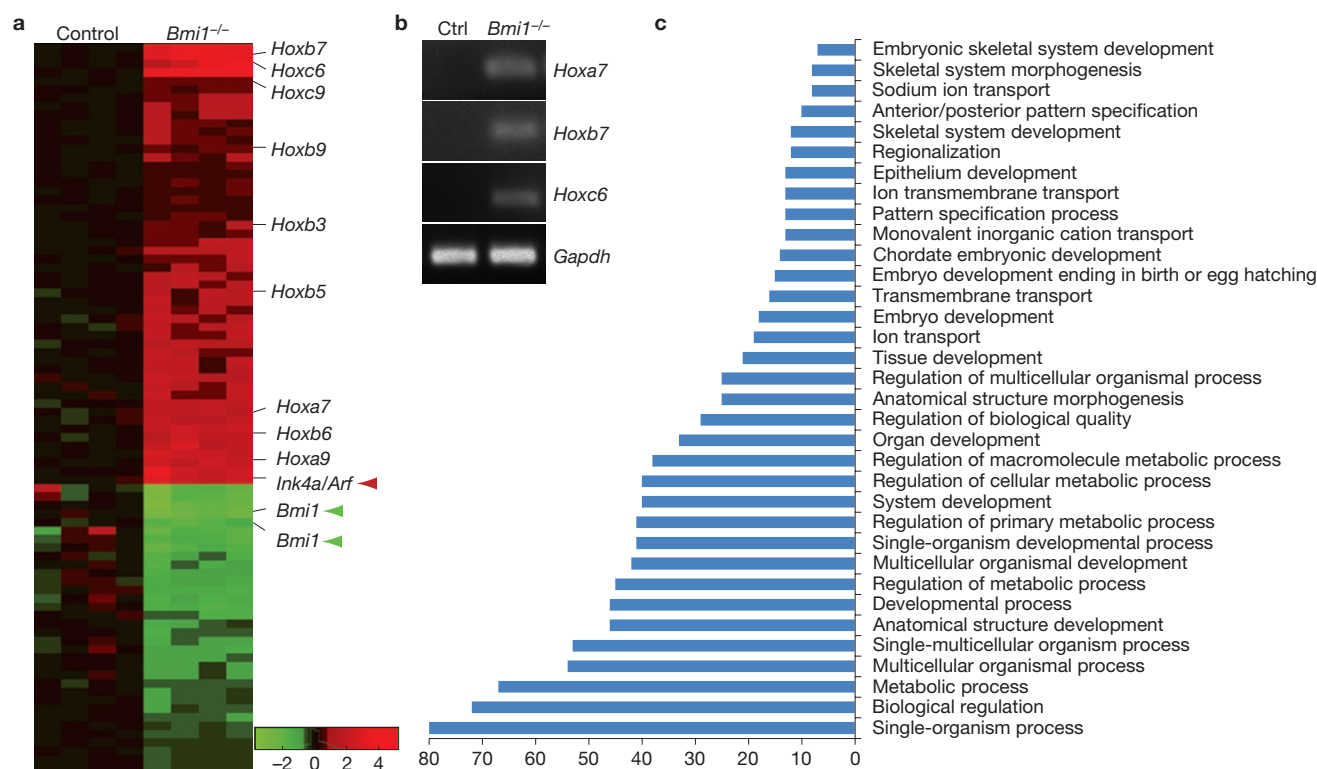 a
Control
Bmi1−/−
Hoxb7
Hoxc6
Hoxc9
Hoxb9
Hoxb3
Hoxb5
Hoxa7
Hoxb6
Hoxa9
Ink4a/Arf
Bmi1
Bmi1
−2 0 2 4
b
Ctrl Bmi1−/−
Hoxa7
Hoxb7
Hoxc6
Gapdh
c
Embryonic skeletal system development
Skeletal system morphogenesis
Sodium ion transport
Anterior/posterior pattern specification
Skeletal system development
Regionalization
Epithelium development
Ion transmembrane transport
Pattern specification process
Monovalent inorganic cation transport
Chordate embryonic development
Embryo development ending in birth or egg hatching
Transmembrane transport
Embryo development
Ion transport
Tissue development
Regulation of multicellular organismal process
Anatomical structure morphogenesis
Regulation of biological quality
Organ development
Regulation of macromolecule metabolic process
Regulation of cellular metabolic process
System development
Regulation of primary metabolic process
Single-organism developmental process
Multicellular organismal development
Regulation of metabolic process
Developmental process
Anatomical structure development
Single-multicellular organism process
Multicellular organismal process
Metabolic process
Biological regulation
Single-organism process
80 70 60 50 40 30 20 10 0